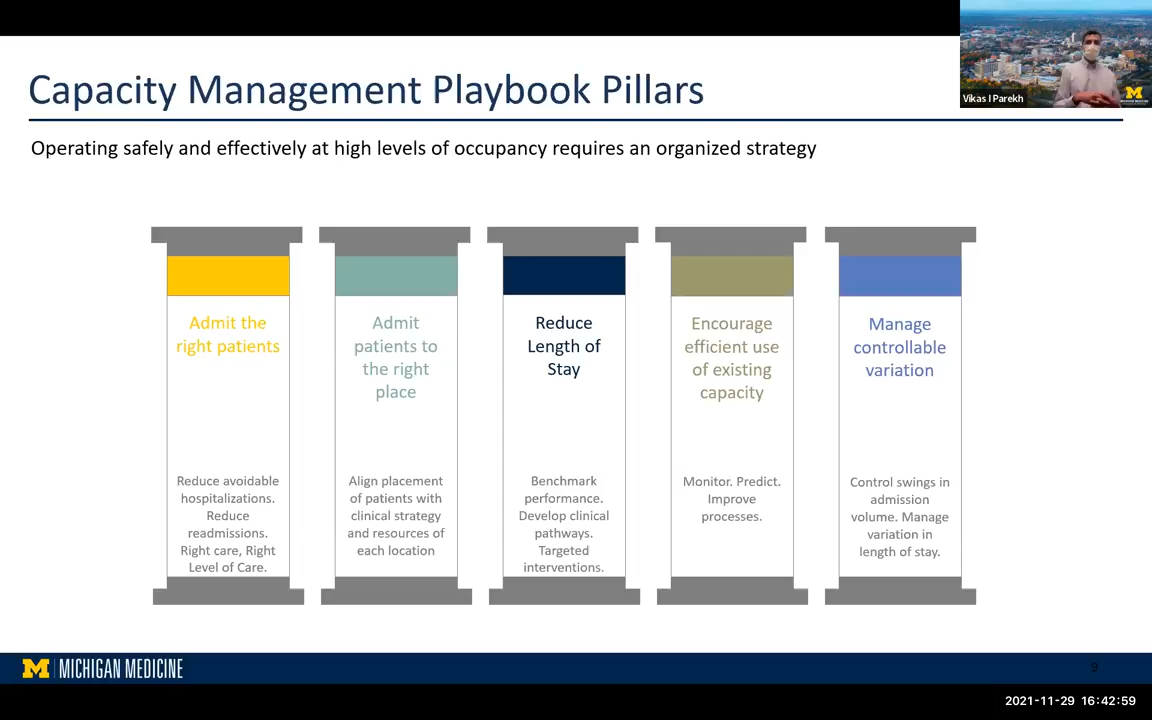 Capacity Management Playbook Pillars
Vikas I Parekh
Operating safely and effectively at high levels of occupancy requires an organized strategy
Admit the
right patients
Reduce avoidable
hospitalizations.
Reduce
readmissions.
Right care, Right
Level of Care.
Admit
patients to
the right
place
Align placement
of patients with
clinical strategy
and resources of
each location
Reduce
Length of
Stay
Benchmark
performance.
Develop clinical
pathways.
Targeted
interventions.
Encourage
efficient use
of existing
capacity
Monitor. Predict.
Improve
processes.
Manage
controllable
variation
Control swings in
admission
volume. Manage
variation in
length of stay.
M MICHIGAN MEDICINE
9
2021-11-29 16:42:59